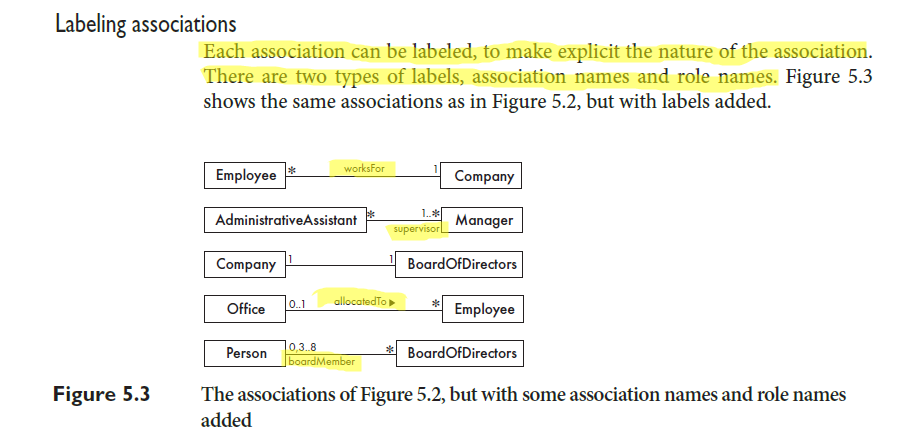 Labeling associations
Each association can be labeled, to make explicit the nature of the association.
There are two types of labels, association names and role names. Figure 5.3
shows the same associations as in Figure 5.2, but with labels added.
Employee * worksFor 1 Company
AdministrativeAssistant * 1..* Manager
supervisor
Company 1 1 BoardOfDirectors
Office 0..1 allocatedTo ▶ * Employee
Person 0,3..8 * BoardOfDirectors
boardMember
Figure 5.3 The associations of Figure 5.2, but with some association names and role names
added